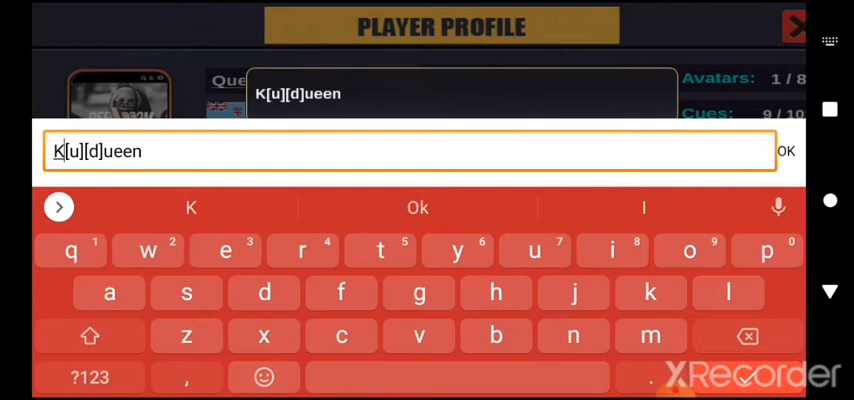 PLAYER PROFILE
Que
K[u][d]ueen
Avatars: 1 / 8
Cues: 9 / 10
K[u][d]ueen
OK
K Ok I
q 1 w 2 e 3 r 4 t 5 y 6 u 7 i 8 o 9 p 0
a s d f g h j k l
z x c v b n m
?123 , .
XRecorder